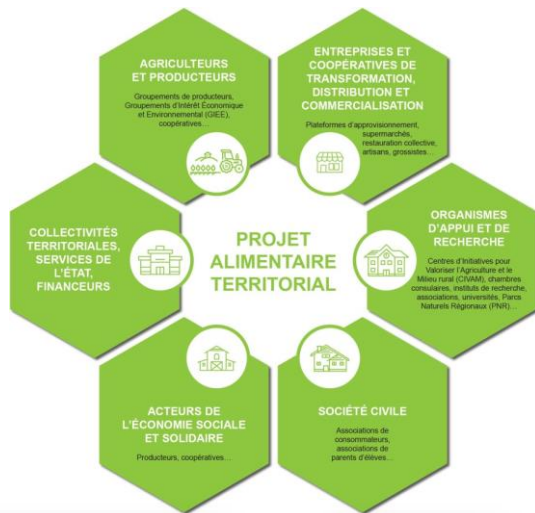 AGRICULTEURS
ET PRODUCTEURS
Groupements de producteurs,
Groupements d'Intérêt Économique
et Environnemental (GIEE),
coopératives…
ENTREPRISES ET
COOPÉRATIVES DE
TRANSFORMATION,
DISTRIBUTION ET
COMMERCIALISATION
Plateformes d'approvisionnement,
supermarchés,
restauration collective,
artisans, grossistes…
COLLECTIVITÉS
TERRITORIALES,
SERVICES DE
L'ÉTAT,
FINANCEURS
PROJET
ALIMENTAIRE
TERRITORIAL
ORGANISMES
D'APPUI ET DE
RECHERCHE
Centres d'Initiatives pour
Valoriser l'Agriculture et le
Milieu rural (CIVAM), chambres
consulaires, instituts de recherche,
associations, universités, Parcs
Naturels Régionaux (PNR)…
ACTEURS DE
L'ÉCONOMIE SOCIALE
ET SOLIDAIRE
Producteurs, coopératives…
SOCIÉTÉ CIVILE
Associations de
consommateurs,
associations de
parents d'élèves…